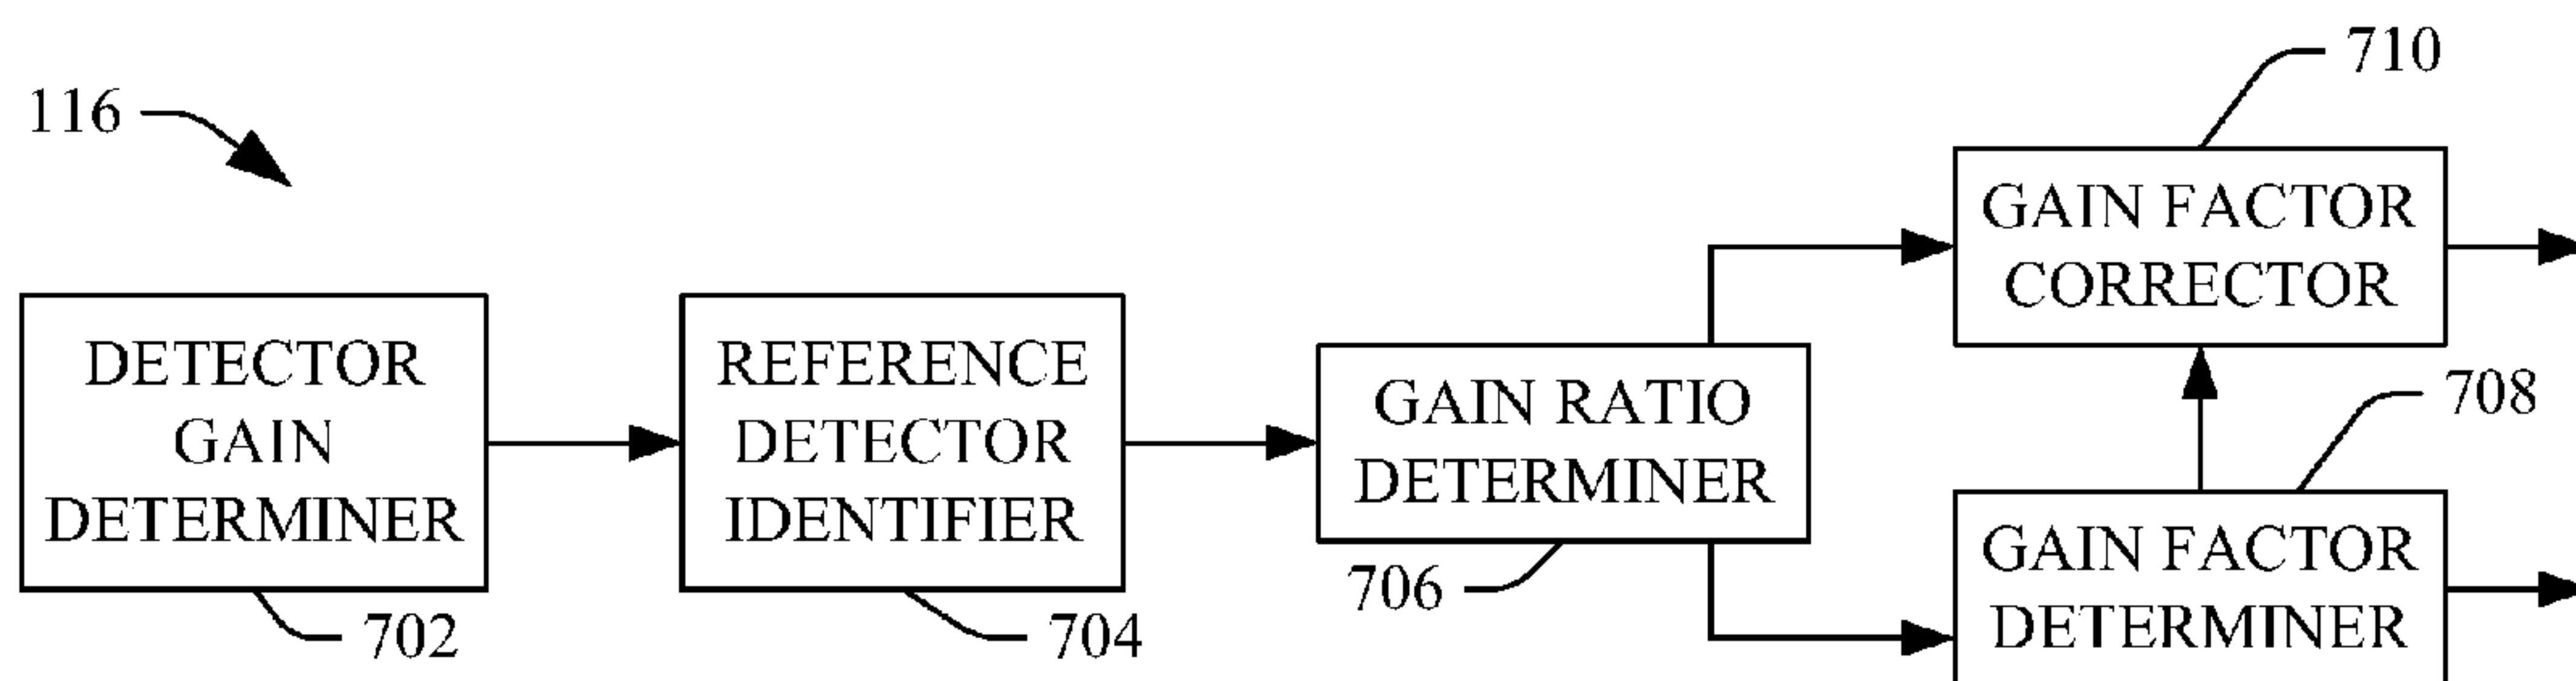 116
710
GAIN FACTOR
CORRECTOR
DETECTOR
GAIN
DETERMINER
702
REFERENCE
DETECTOR
IDENTIFIER
704
GAIN RATIO
DETERMINER
706
708
GAIN FACTOR
DETERMINER